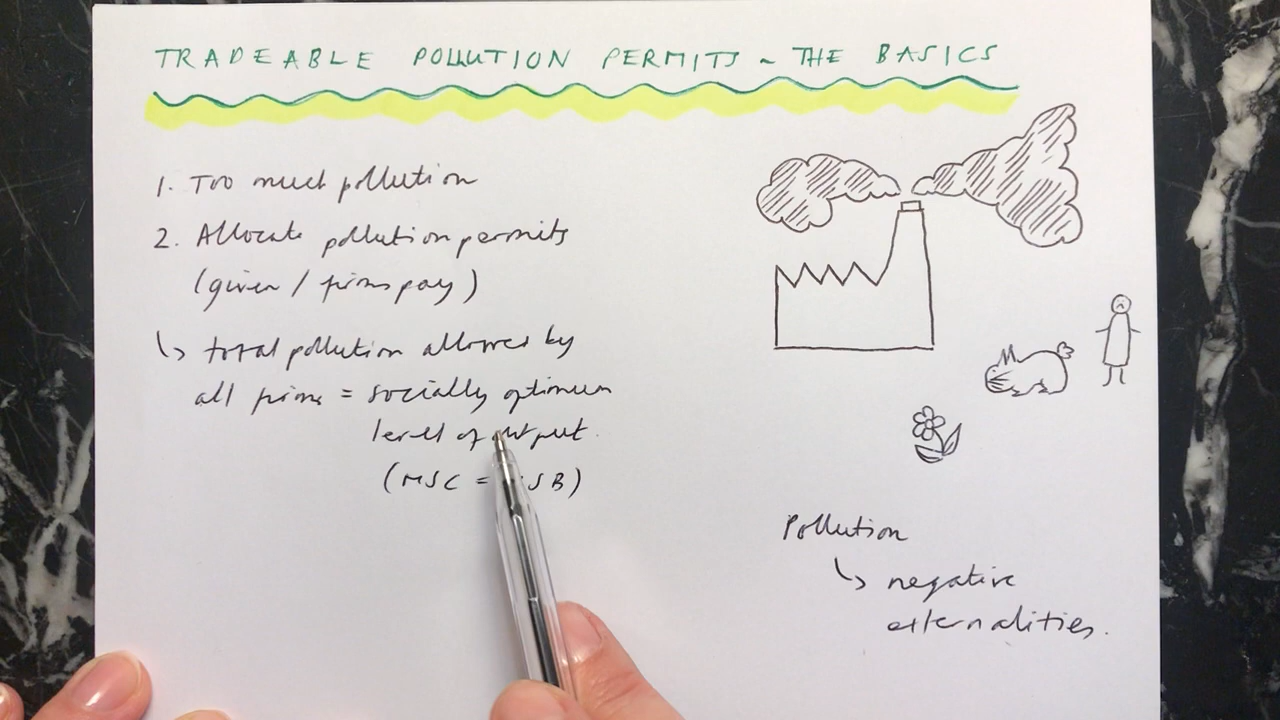 TRADEABLE POLLUTION PERMITS ~ THE BASICS
1. Too much pollution
2. Allocate pollution permits
(given / firms pay)
↳ total pollution allowed by
all firms = socially optimum
level of output.
(MSC = SB)
Pollution
↳ negative
externalities.